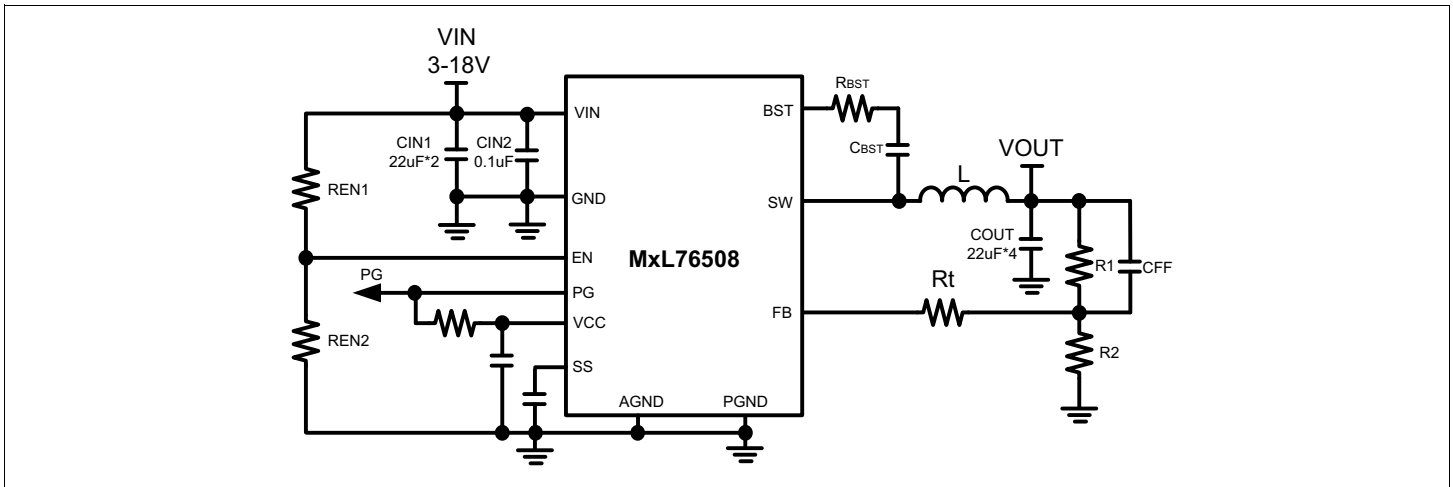 VIN
3-18V
VIN
CIN1
22uF*2
CIN2
0.1uF
GND
REN1
EN
PG
PG
VCC
REN2
SS
AGND
PGND
MxL76508
BST
RBST
CBST
SW
L
VOUT
COUT
22uF*4
R1
CFF
FB
Rt
R2